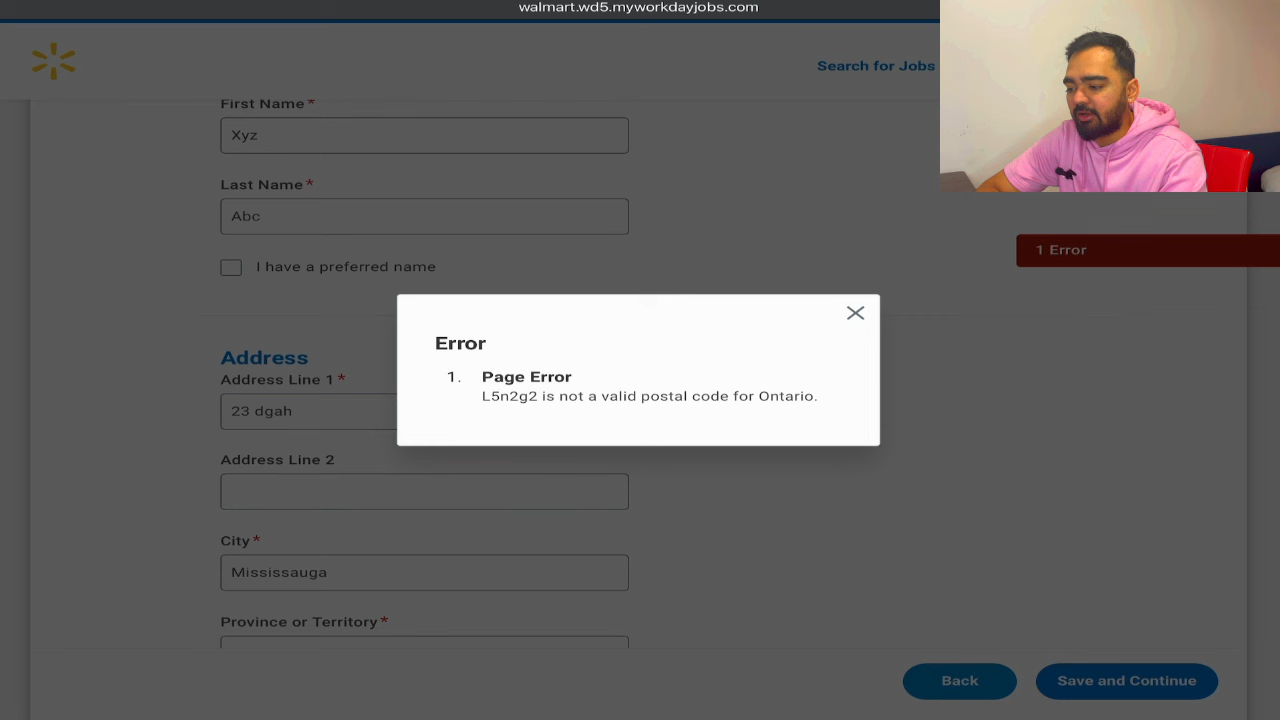 walmart.wd5.myworkdayjobs.com
Search for Jobs
First Name*
Xyz
Last Name*
Abc
I have a preferred name
1 Error
Error
1. Page Error
L5n2g2 is not a valid postal code for Ontario.
Address
Address Line 1*
23 dgah
Address Line 2
City*
Mississauga
Province or Territory*
Back
Save and Continue